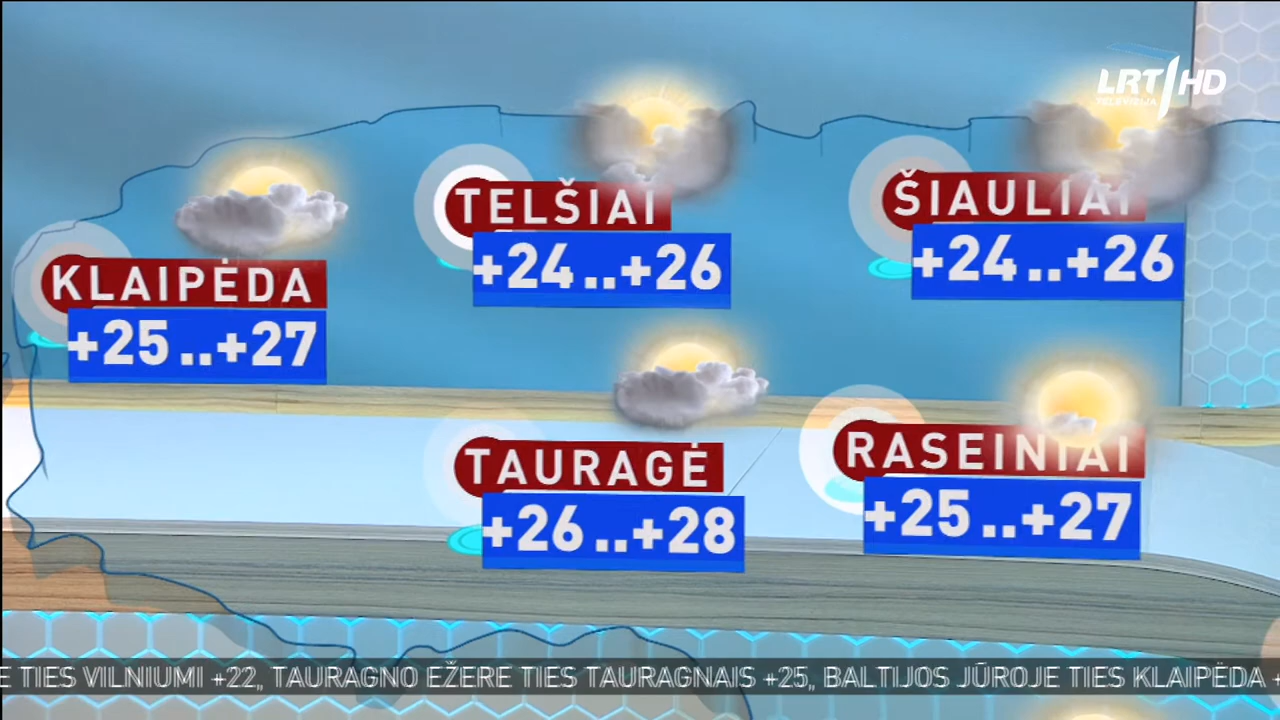 LRT HD
TELEVIZIJA
TELŠIAI
+24..+26
ŠIAULIAI
+24..+26
KLAIPĖDA
+25..+27
TAURAGĖ
+26..+28
RASEINIAI
+25..+27
E TIES VILNIUMI +22, TAURAGNO EŽERE TIES TAURAGNAIS +25, BALTIJOS JŪROJE TIES KLAIPĖDA +